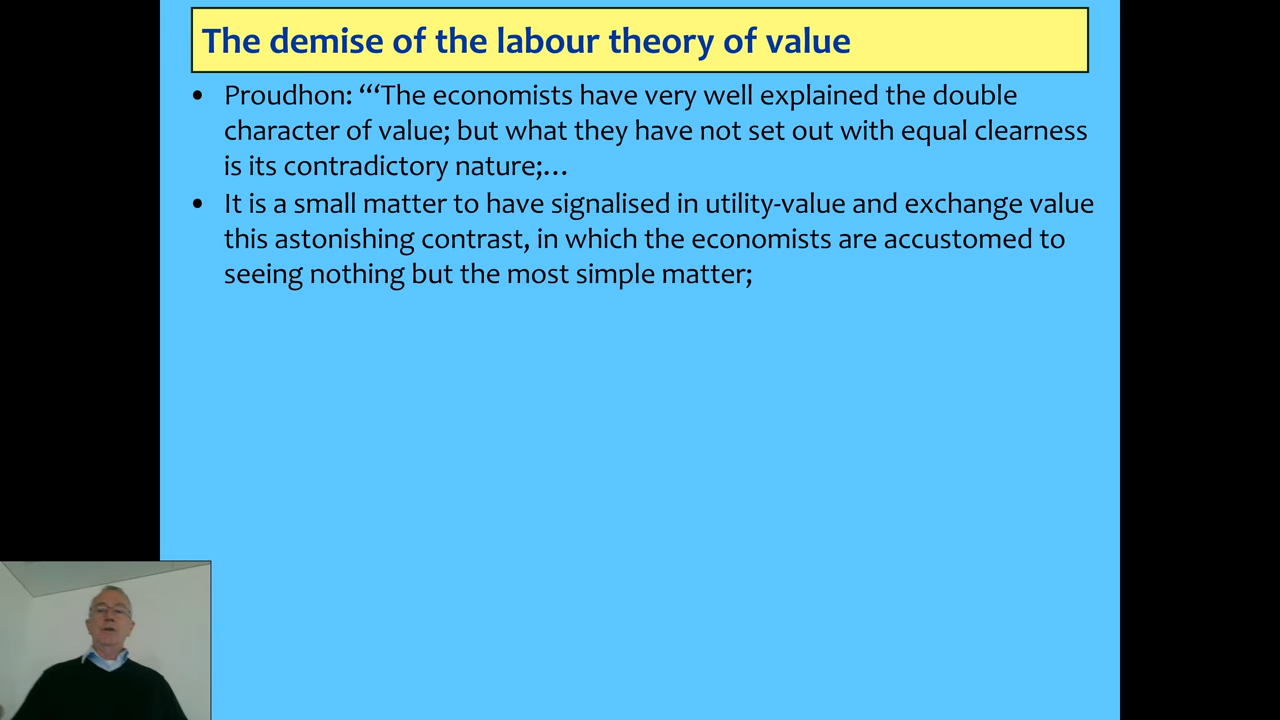 The demise of the labour theory of value
• Proudhon: “‘The economists have very well explained the double
character of value; but what they have not set out with equal clearness
is its contradictory nature;…
• It is a small matter to have signalised in utility-value and exchange value
this astonishing contrast, in which the economists are accustomed to
seeing nothing but the most simple matter;